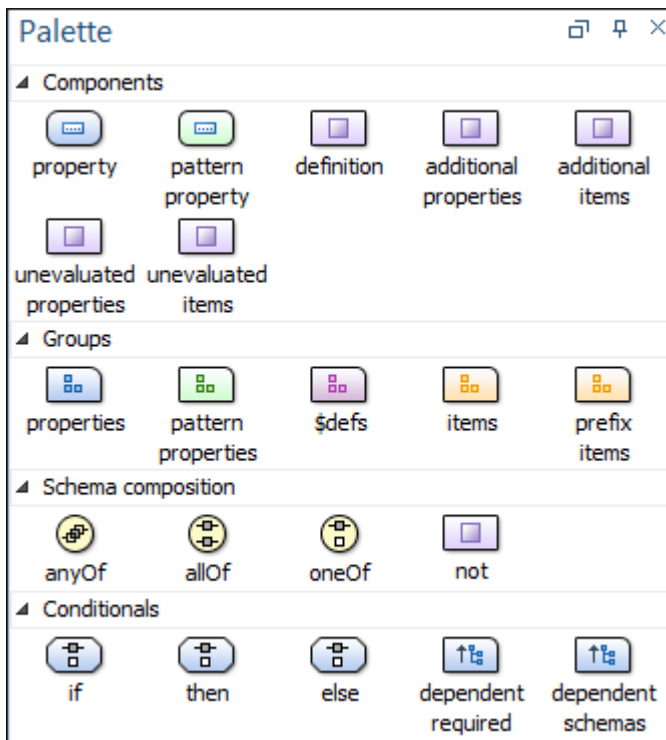 Palette
Components
property pattern property definition additional properties additional items
unevaluated properties unevaluated items
Groups
properties pattern properties $defs items prefix items
Schema composition
anyOf allOf oneOf not
Conditionals
if then else dependent required dependent schemas